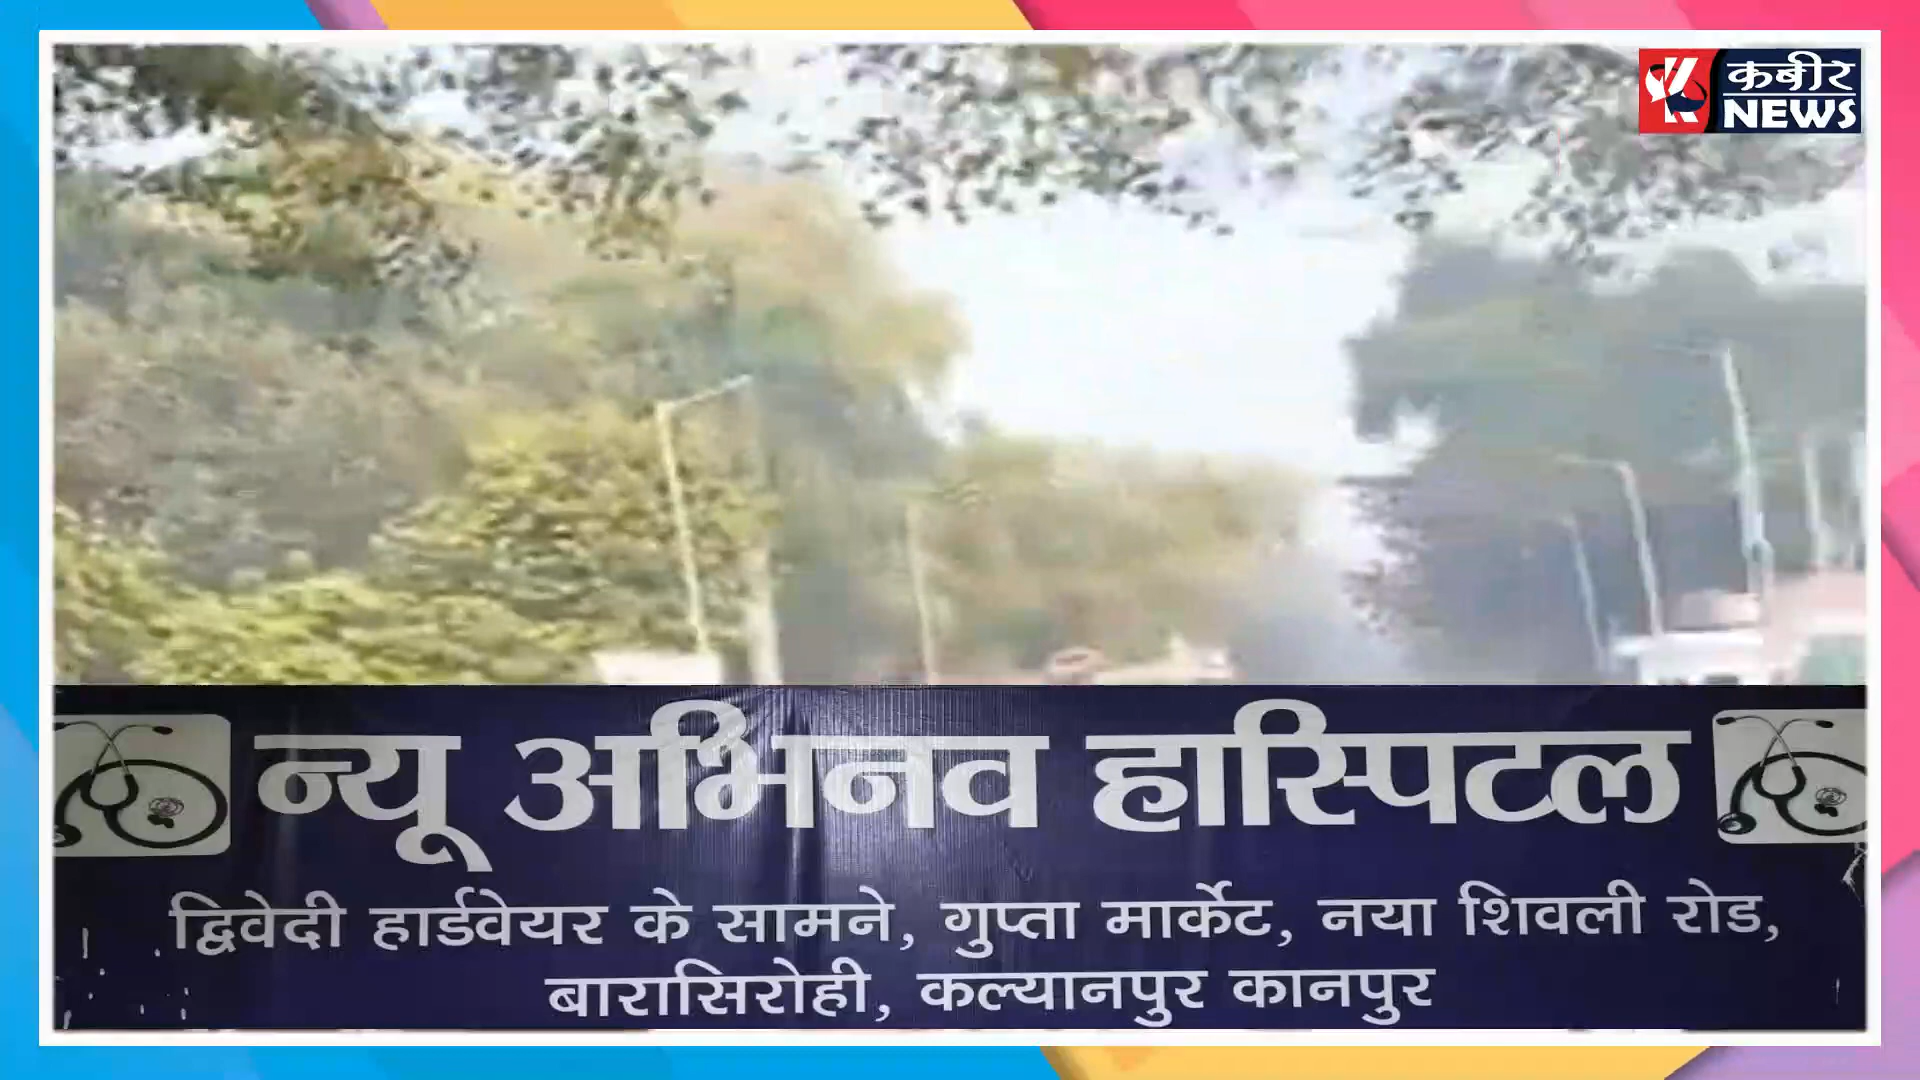 कबीर
NEWS
न्यू अभिनव हास्पिटल
द्विवेदी हार्डवेयर के सामने, गुप्ता मार्केट, नया शिवली रोड,
बारासिरोही, कल्यानपुर कानपुर